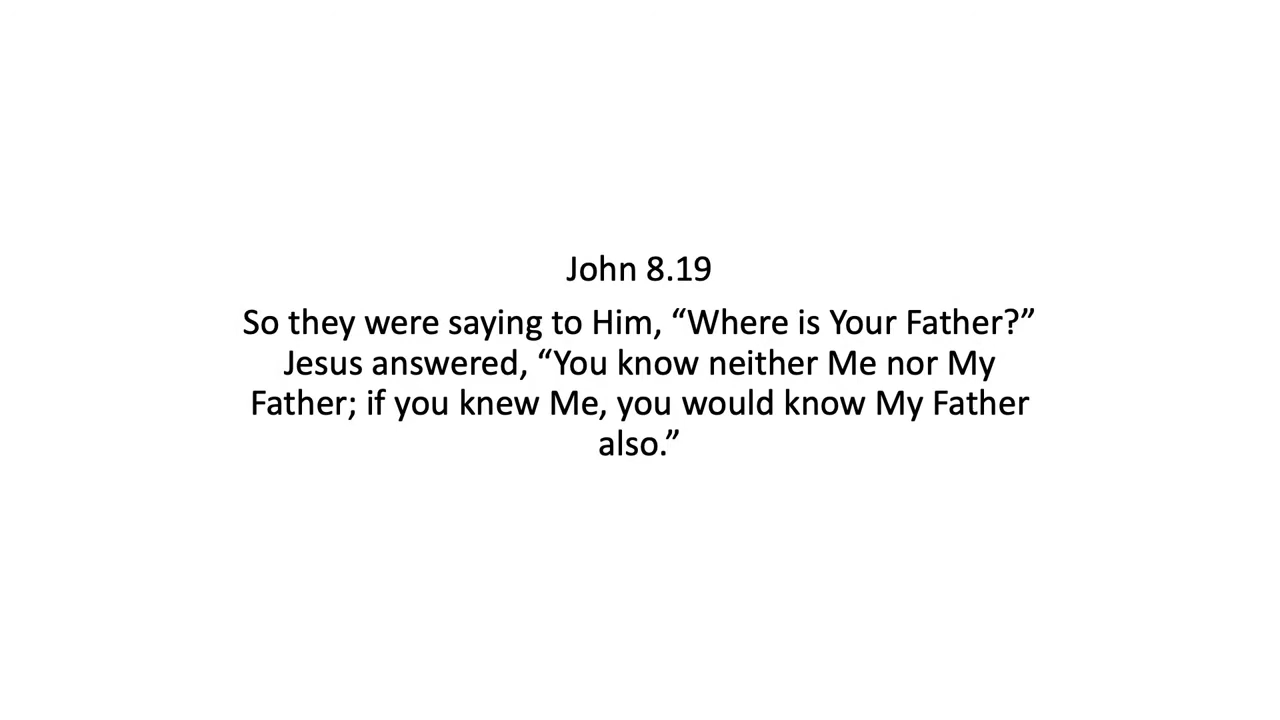 John 8.19
So they were saying to Him, “Where is Your Father?”
Jesus answered, “You know neither Me nor My
Father; if you knew Me, you would know My Father
also.”